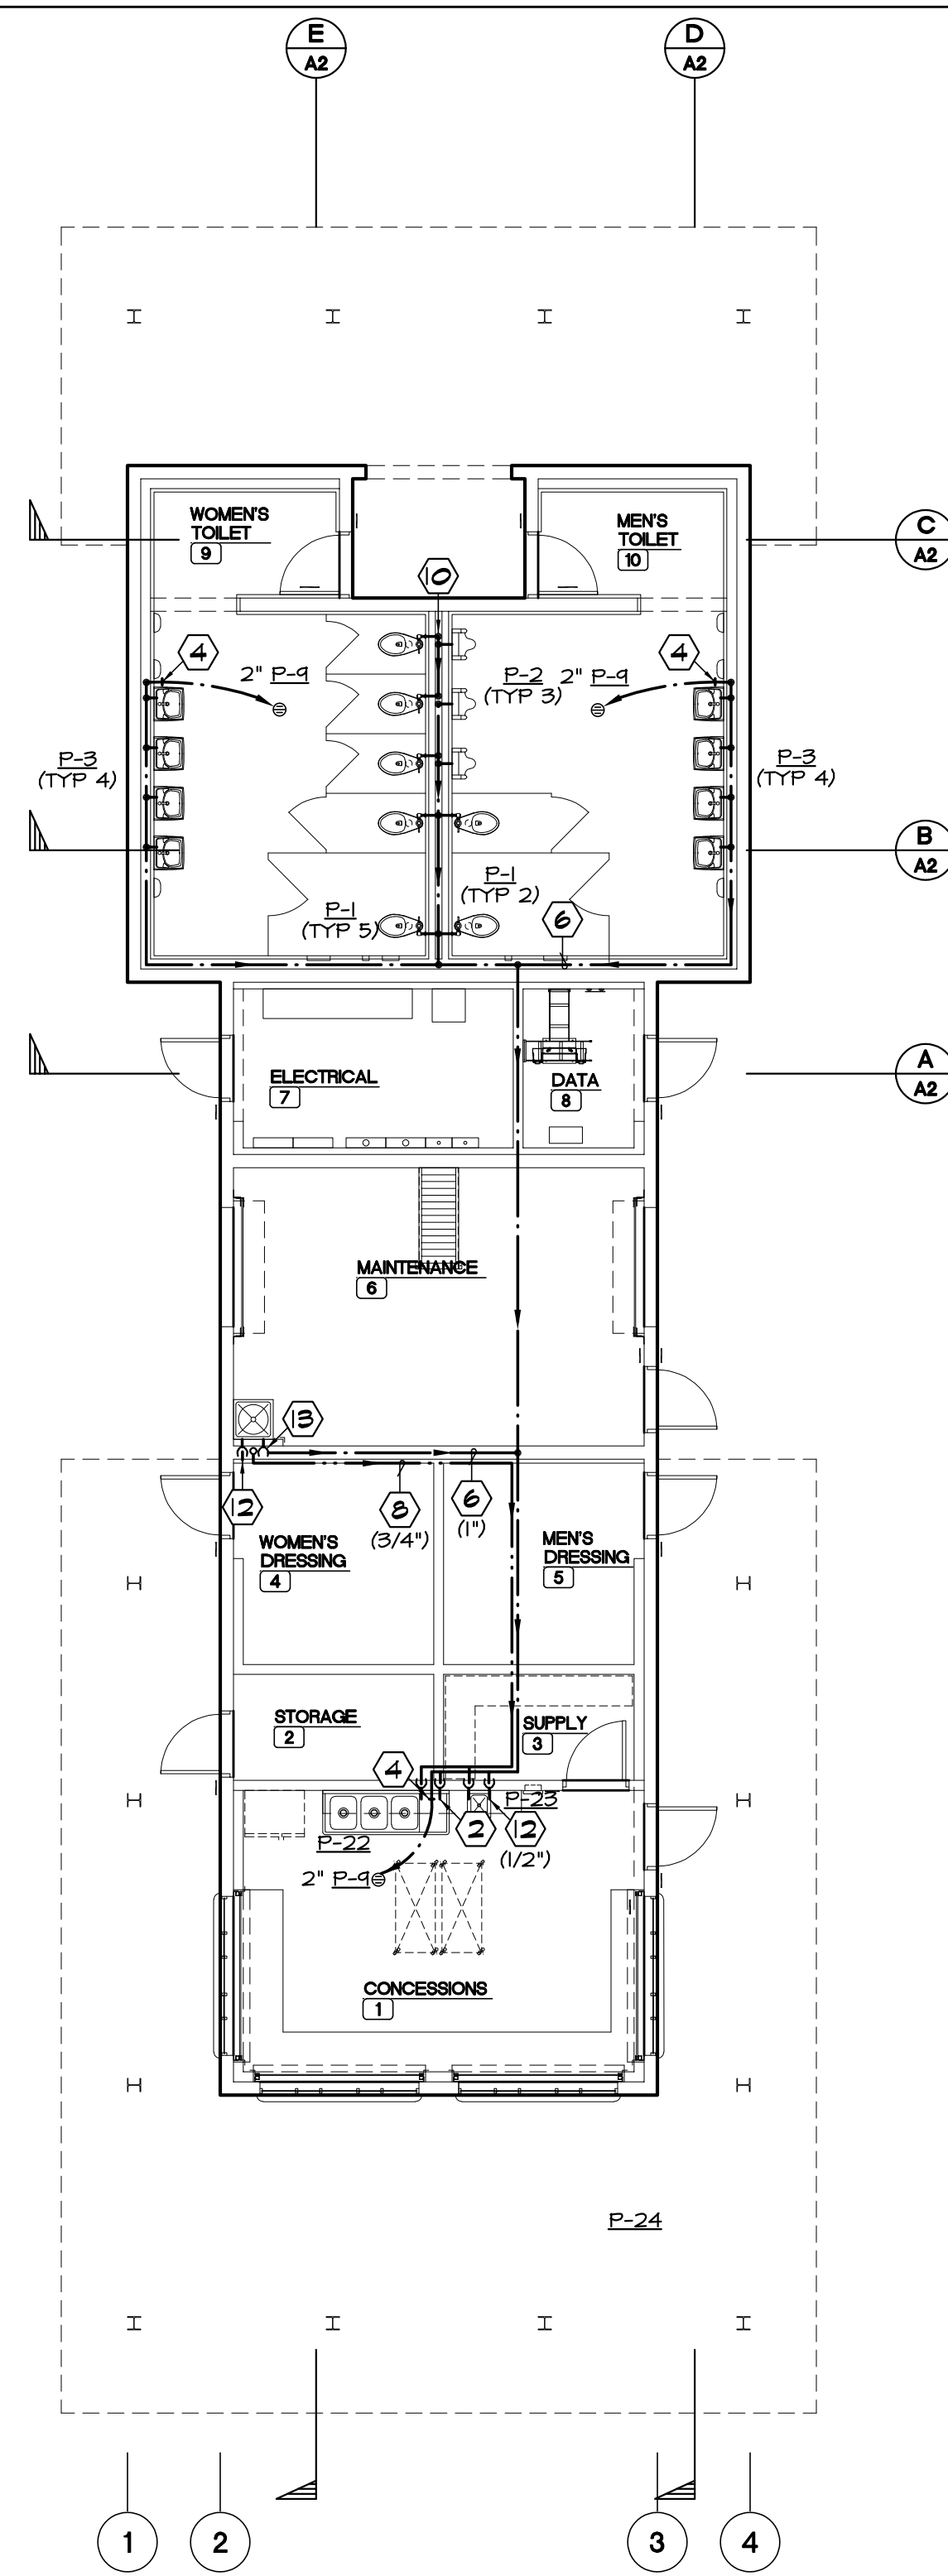 E
A2
D
A2
WOMEN'S
TOILET
9
MEN'S
TOILET
10
C
A2
10
4
4
2" P-9
P-2
(TYP 3)
2" P-9
P-3
(TYP 4)
P-3
(TYP 4)
B
A2
P-1
(TYP 5)
P-1
(TYP 2)
6
ELECTRICAL
7
DATA
8
A
A2
MAINTENANCE
6
13
12
8
(3/4")
6
(1")
WOMEN'S
DRESSING
4
MEN'S
DRESSING
5
STORAGE
2
SUPPLY
3
4
P-23
2
12
(1/2")
P-22
2" P-9
CONCESSIONS
1
P-24
1
2
3
4